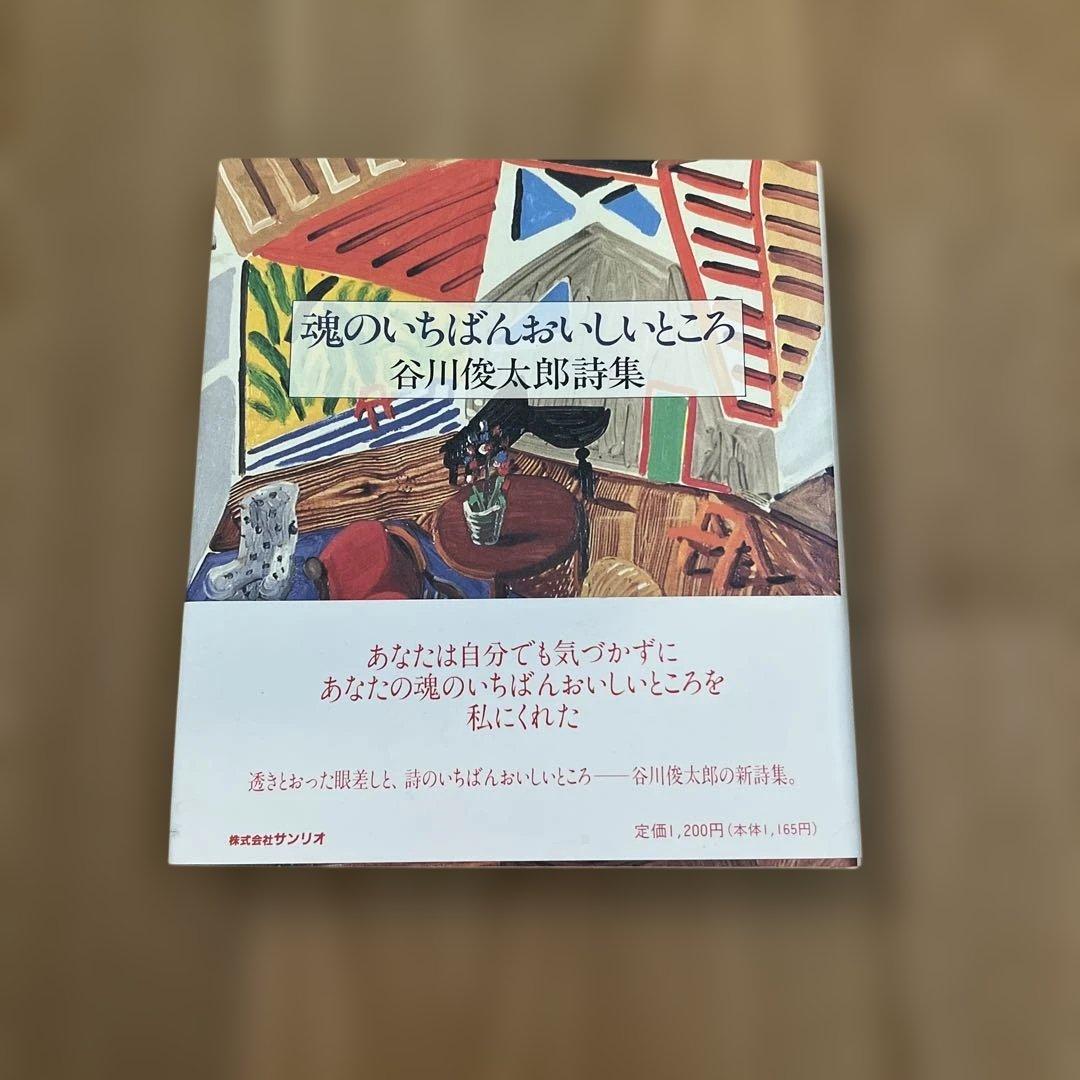 魂のいちばんおいしいところ
谷川俊太郎詩集
あなたは自分でも気づかずに
あなたの魂のいちばんおいしいところを
私にくれた
透きとおった眼差しと、詩のいちばんおいしいところ——谷川俊太郎の新詩集。
株式会社サンリオ
定価1,200円(本体1,165円)